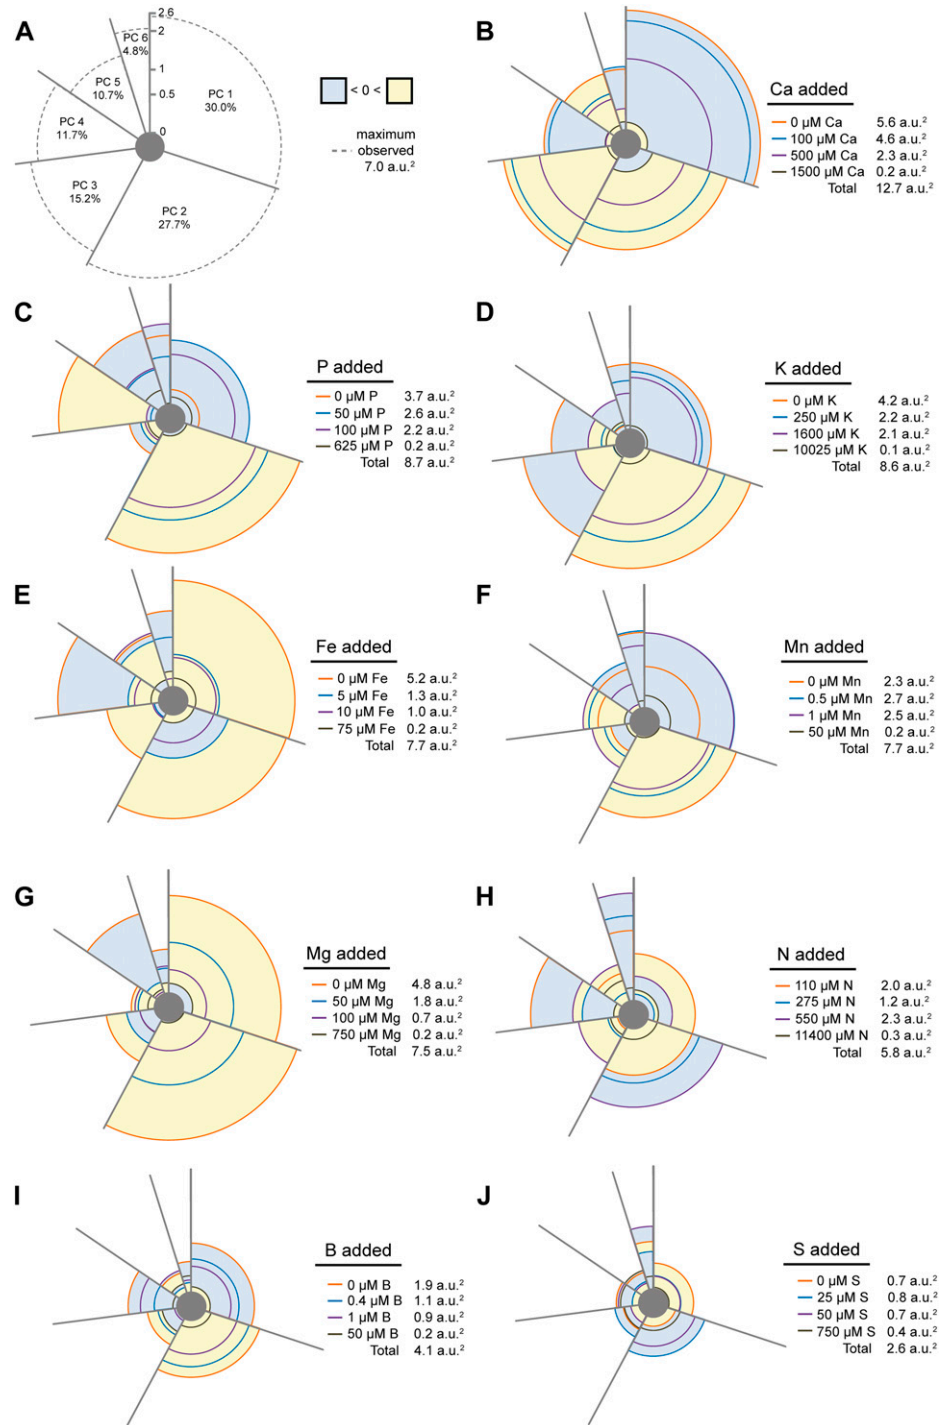 A
2.6
2
1
0.5
0
PC 6
4.8%
PC 5
10.7%
PC 4
11.7%
PC 3
15.2%
PC 2
27.7%
PC 1
30.0%
< 0 <
maximum
observed
7.0 a.u.²
B
Ca added
0 µM Ca 5.6 a.u.²
100 µM Ca 4.6 a.u.²
500 µM Ca 2.3 a.u.²
1500 µM Ca 0.2 a.u.²
Total 12.7 a.u.²
C
P added
0 µM P 3.7 a.u.²
50 µM P 2.6 a.u.²
100 µM P 2.2 a.u.²
625 µM P 0.2 a.u.²
Total 8.7 a.u.²
D
K added
0 µM K 4.2 a.u.²
250 µM K 2.2 a.u.²
1600 µM K 2.1 a.u.²
10025 µM K 0.1 a.u.²
Total 8.6 a.u.²
E
Fe added
0 µM Fe 5.2 a.u.²
5 µM Fe 1.3 a.u.²
10 µM Fe 1.0 a.u.²
75 µM Fe 0.2 a.u.²
Total 7.7 a.u.²
F
Mn added
0 µM Mn 2.3 a.u.²
0.5 µM Mn 2.7 a.u.²
1 µM Mn 2.5 a.u.²
50 µM Mn 0.2 a.u.²
Total 7.7 a.u.²
G
Mg added
0 µM Mg 4.8 a.u.²
50 µM Mg 1.8 a.u.²
100 µM Mg 0.7 a.u.²
750 µM Mg 0.2 a.u.²
Total 7.5 a.u.²
H
N added
110 µM N 2.0 a.u.²
275 µM N 1.2 a.u.²
550 µM N 2.3 a.u.²
11400 µM N 0.3 a.u.²
Total 5.8 a.u.²
I
B added
0 µM B 1.9 a.u.²
0.4 µM B 1.1 a.u.²
1 µM B 0.9 a.u.²
50 µM B 0.2 a.u.²
Total 4.1 a.u.²
J
S added
0 µM S 0.7 a.u.²
25 µM S 0.8 a.u.²
50 µM S 0.7 a.u.²
750 µM S 0.4 a.u.²
Total 2.6 a.u.²